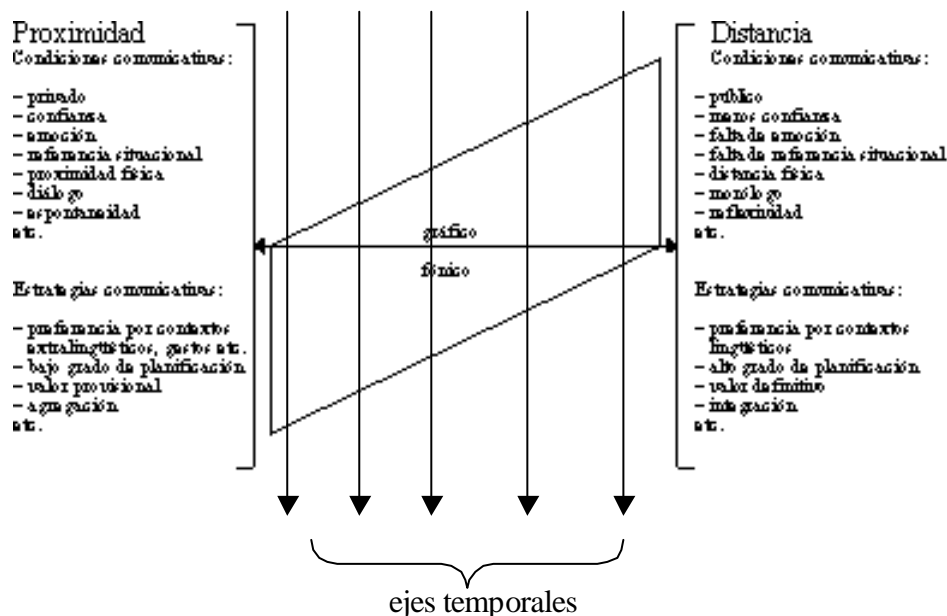 Proximidad
Condiciones comunicativas:
– privado
– confianza
– emoción
– referencia situacional
– proximidad física
– diálogo
– espontaneidad
etc.
Estrategias comunicativas:
– preferencia por contextos
extralingüísticos, gestos etc.
– bajo grado de planificación
– valor provisional
– agregación
etc.
gráfico
fónico
Distancia
Condiciones comunicativas:
– público
– menos confianza
– falta de emoción
– falta de referencia situacional
– distancia física
– monólogo
– reflexividad
etc.
Estrategias comunicativas:
– preferencia por contextos
lingüísticos
– alto grado de planificación
– valor definitivo
– integración
etc.
ejes temporales